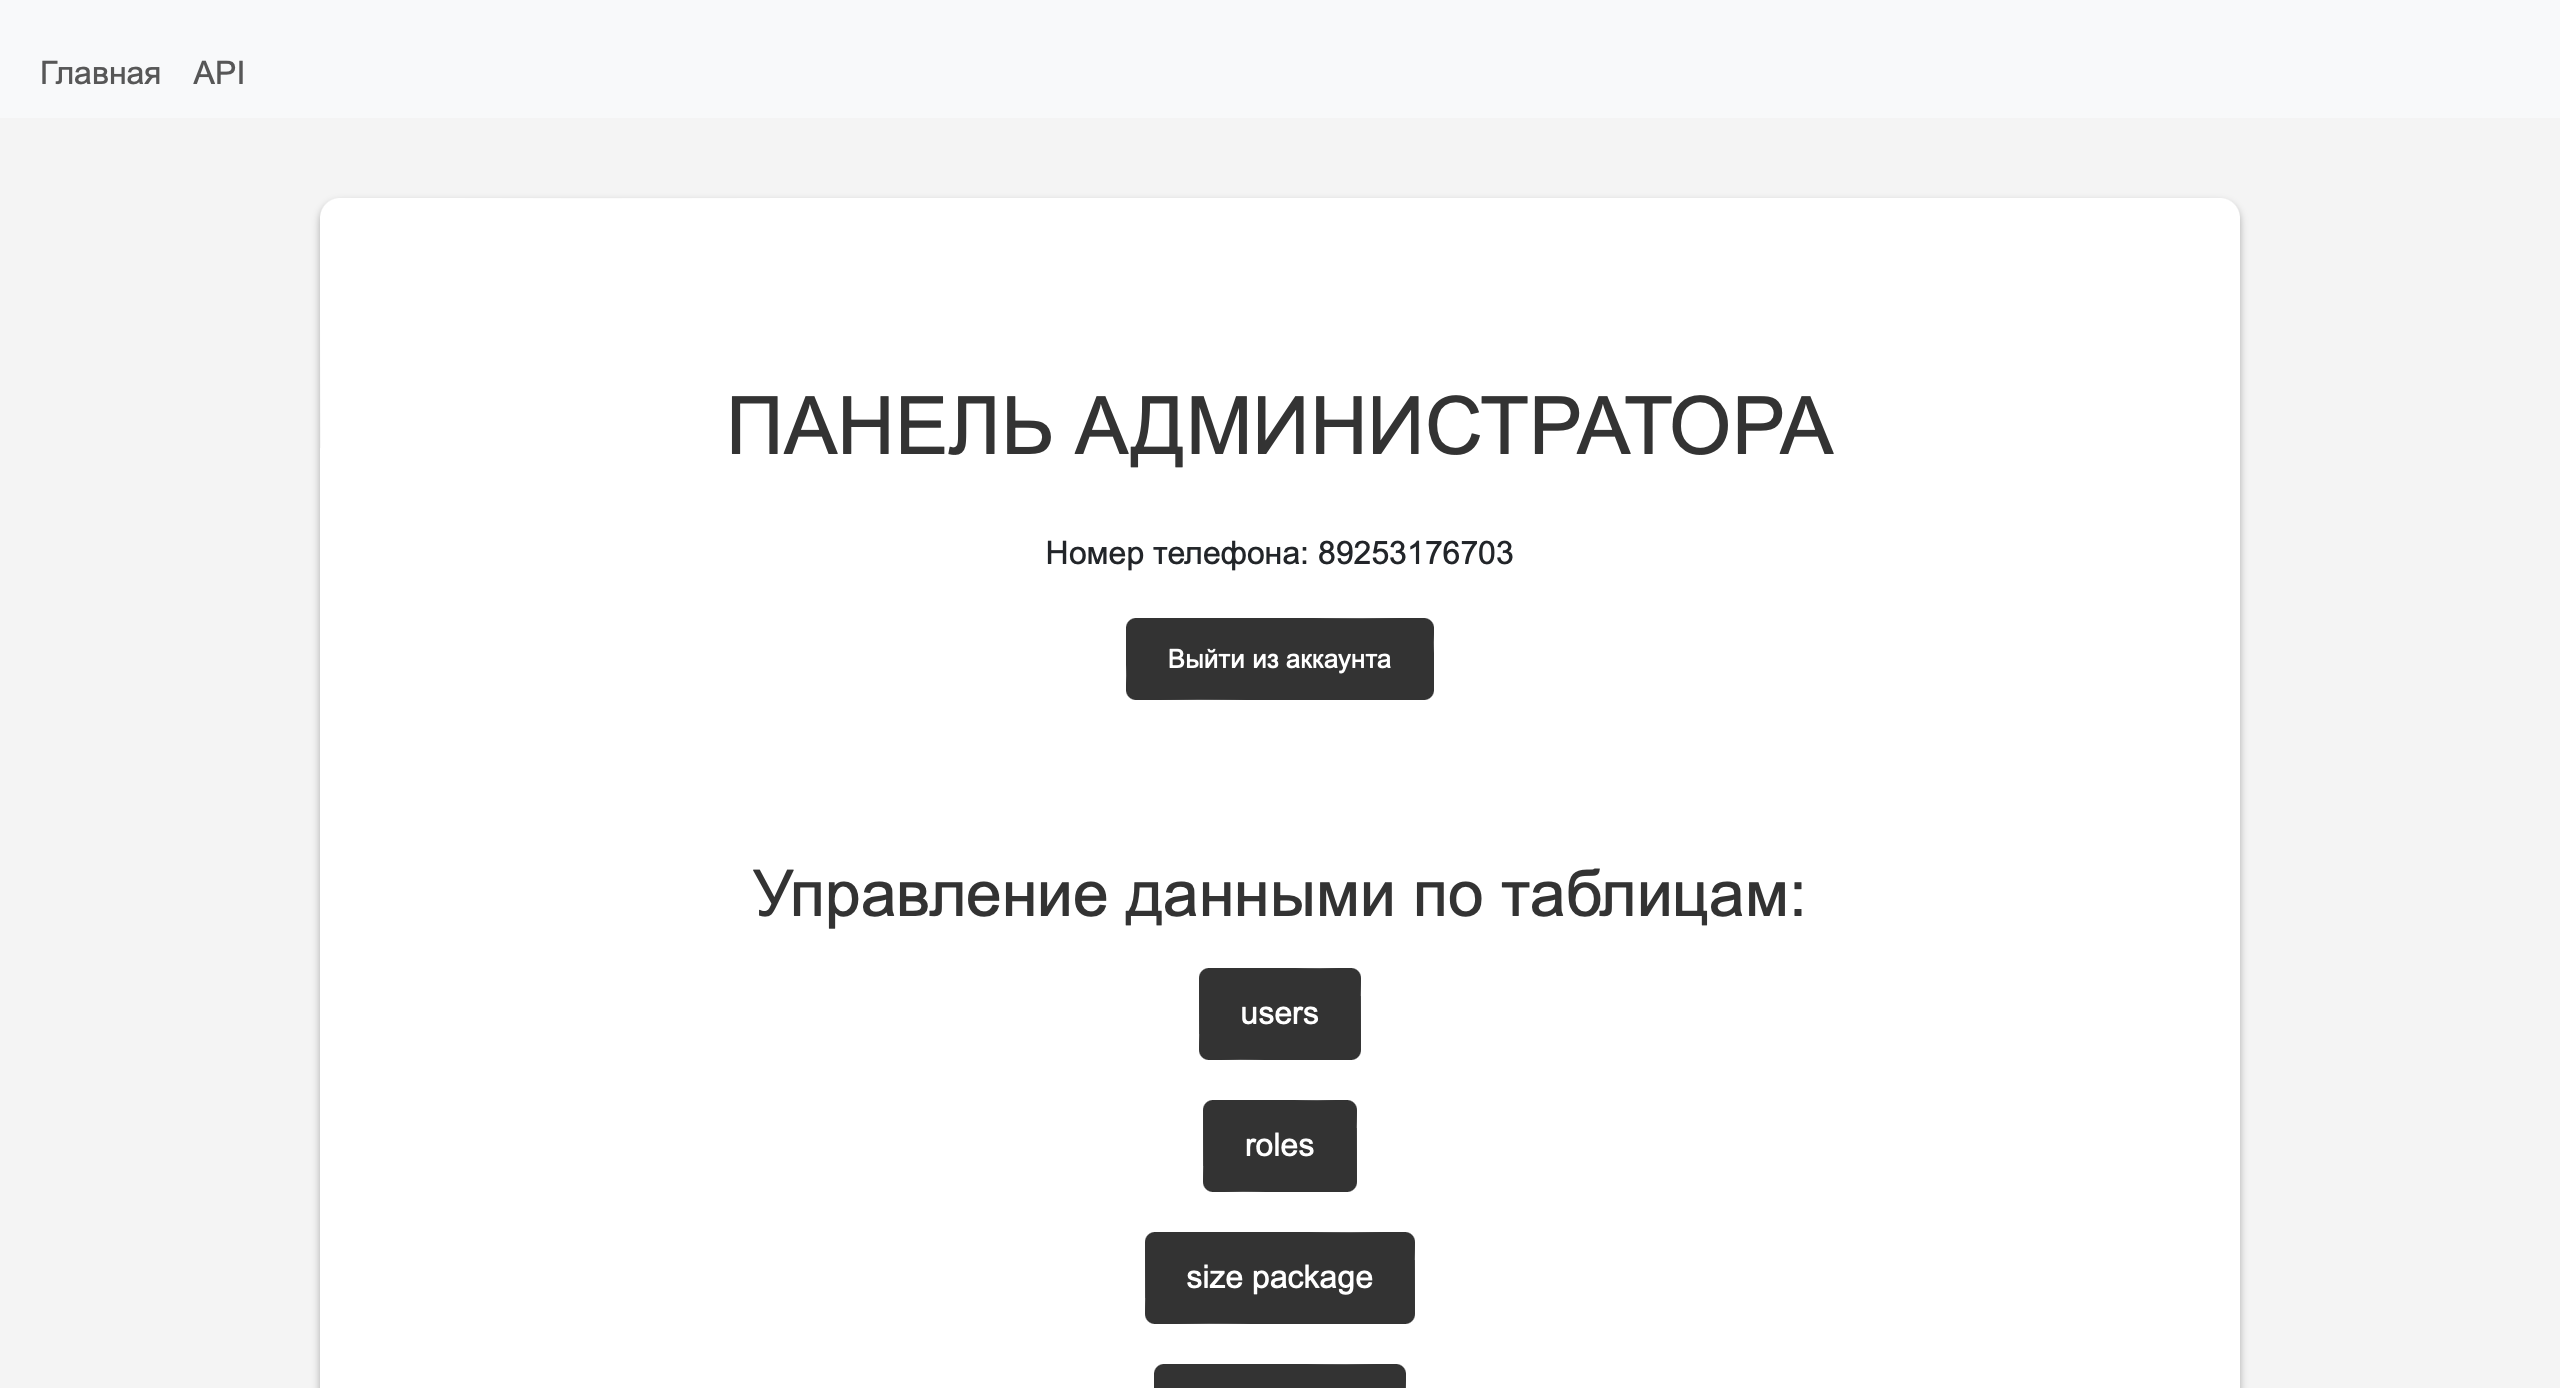 Главная API
ПАНЕЛЬ АДМИНИСТРАТОРА
Номер телефона: 89253176703
Выйти из аккаунта
Управление данными по таблицам:
users
roles
size package